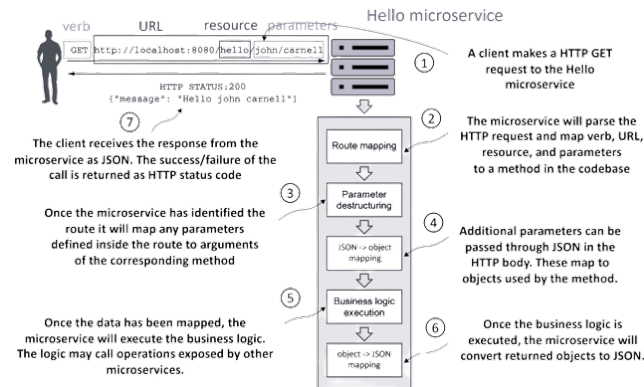 Hello microservice
verb URL resource parameters
GET http://localhost:8080/hello/john/carnell
HTTP STATUS:200
{"message": "Hello john carnell"}
1
A client makes a HTTP GET
request to the Hello
microservice
2
The microservice will parse the
HTTP request and map verb, URL,
resource, and parameters
to a method in the codebase
Route mapping
7
The client receives the response from the
microservice as JSON. The success/failure of the
call is returned as HTTP status code
3
Parameter
destructuring
Once the microservice has identified the
route it will map any parameters
defined inside the route to arguments
of the corresponding method
4
Additional parameters can be
passed through JSON in the
HTTP body. These map to
objects used by the method.
JSON -> object
mapping
5
Business logic
execution
Once the data has been mapped, the
microservice will execute the business logic.
The logic may call operations exposed by other
microservices.
6
Once the business logic is
executed, the microservice will
convert returned objects to JSON.
object -> JSON
mapping